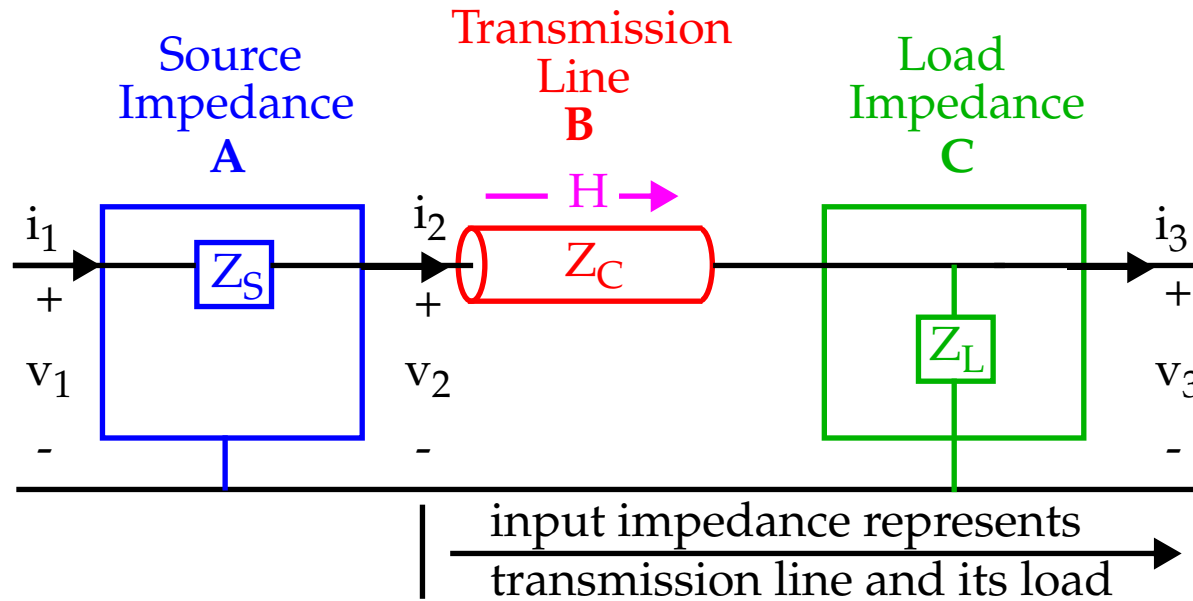 Source
Impedance
A
Transmission
Line
B
Load
Impedance
C
H
i1
i2
i3
ZS
ZC
ZL
+
+
+
v1
v2
v3
-
-
-
input impedance represents
transmission line and its load